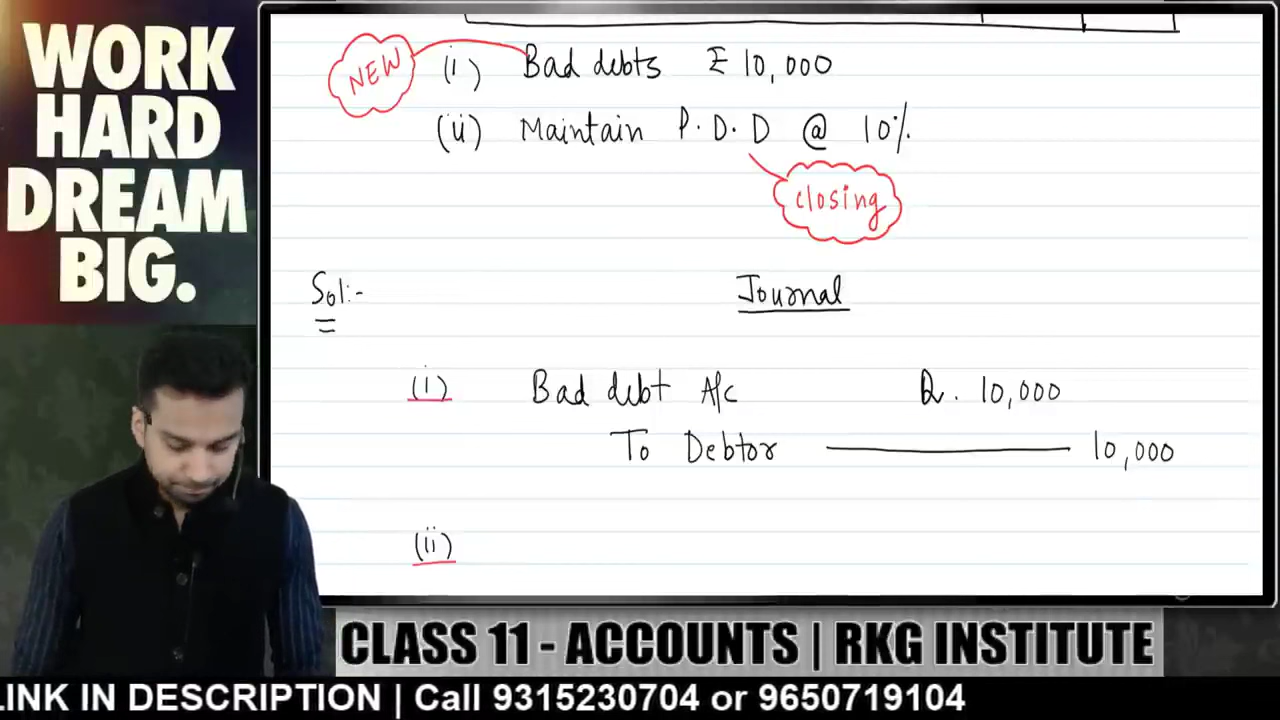 WORK
HARD
DREAM
BIG.
NEW
(i) Bad debts ₹ 10,000
(ii) Maintain P.D.D @ 10%
closing
Sol:-
Journal
(i) Bad debt A/c Dr. 10,000
To Debtor 10,000
(ii)
CLASS 11 - ACCOUNTS | RKG INSTITUTE
LINK IN DESCRIPTION | Call 9315230704 or 9650719104